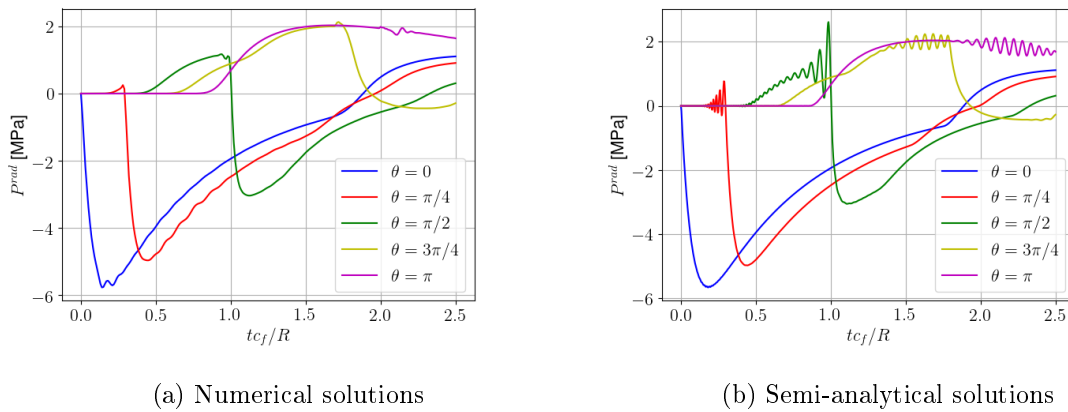 2
0
−2
−4
−6
P^{rad} [MPa]
θ = 0
θ = π/4
θ = π/2
θ = 3π/4
θ = π
0.0 0.5 1.0 1.5 2.0 2.5
tc_f/R
(a) Numerical solutions
2
0
−2
−4
−6
P^{rad} [MPa]
θ = 0
θ = π/4
θ = π/2
θ = 3π/4
θ = π
0.0 0.5 1.0 1.5 2.0 2.5
tc_f/R
(b) Semi-analytical solutions